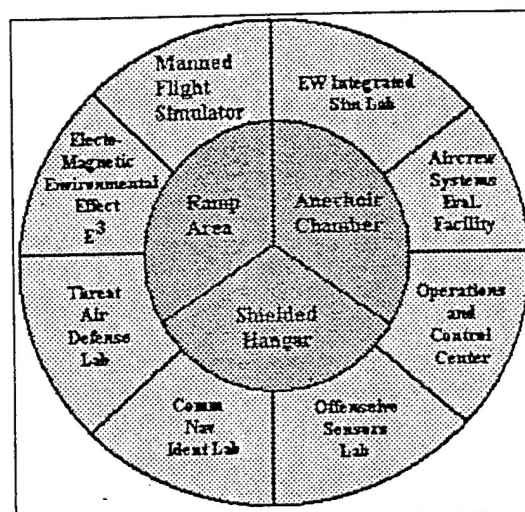 Manned
Flight
Simulator
EW Integrated
Sim Lab
Aircrew
Systems
Eval.
Facility
Operations
and
Control
Center
Offensive
Sensors
Lab
Comm
Nav
Ident Lab
Threat
Air
Defense
Lab
Electo-
Magnetic
Environmental
Effect
E³
Ramp
Area
Anechoic
Chamber
Shielded
Hangar